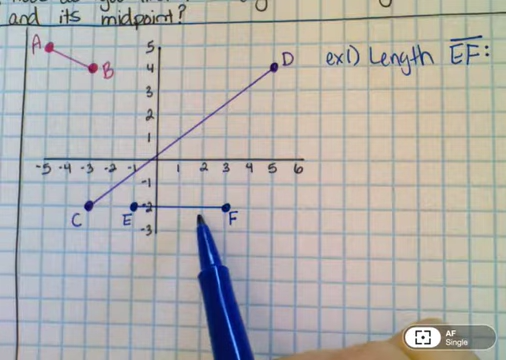 and its midpoint?
ex1) Length EF:
A
B
D
5
4
3
2
1
-5 -4 -3 -2 -1 1 2 3 4 5 6
-1
-2
-3
C
E
F
AF
Single